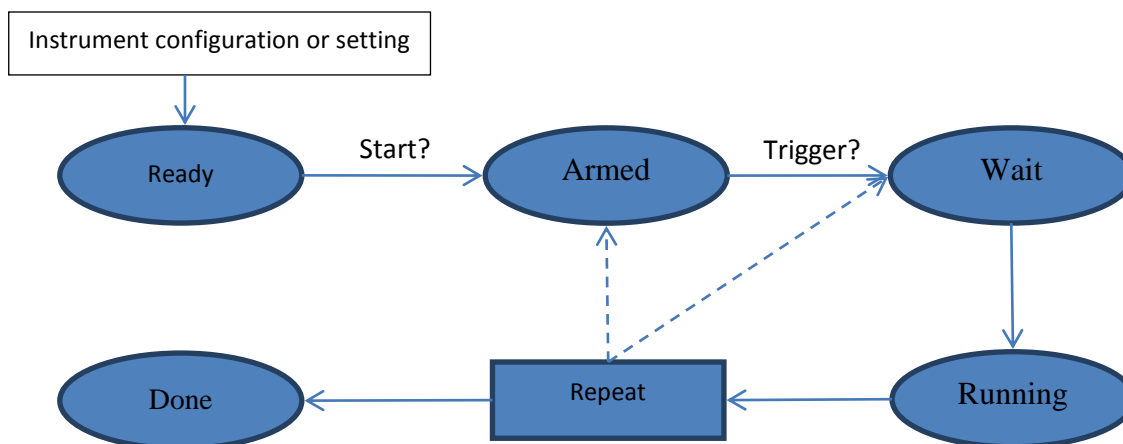 Instrument configuration or setting
Start?
Trigger?
Ready
Armed
Wait
Done
Repeat
Running